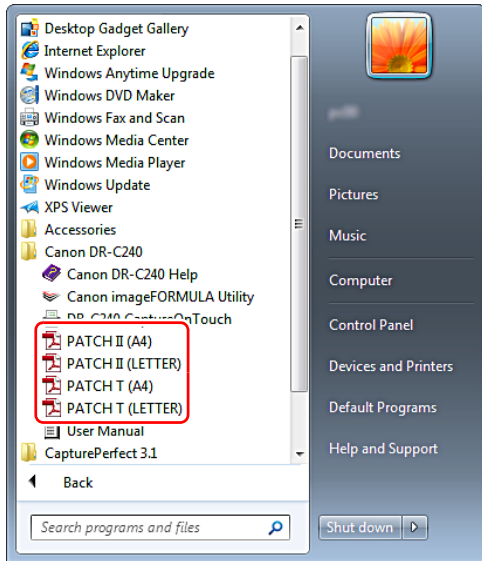 Desktop Gadget Gallery
Internet Explorer
Windows Anytime Upgrade
Windows DVD Maker
Windows Fax and Scan
Windows Media Center
Windows Media Player
Windows Update
XPS Viewer
Accessories
Canon DR-C240
Canon DR-C240 Help
Canon imageFORMULA Utility
DR-C240 CaptureOnTouch
PATCH II (A4)
PATCH II (LETTER)
PATCH T (A4)
PATCH T (LETTER)
User Manual
CapturePerfect 3.1
Back
Search programs and files
Documents
Pictures
Music
Computer
Control Panel
Devices and Printers
Default Programs
Help and Support
Shut down